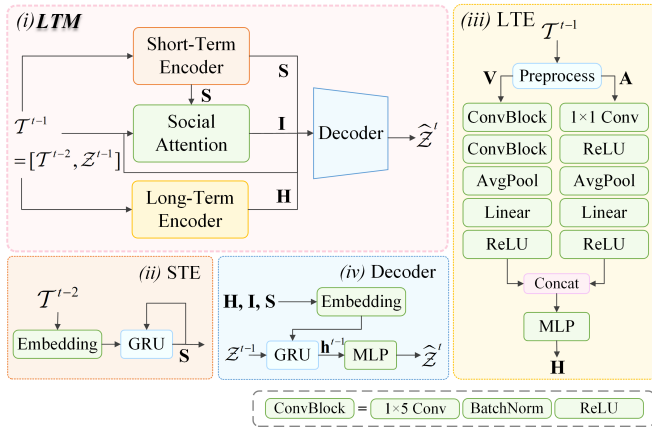 (i) LTM
Short-Term
Encoder
S
S
Social
Attention
I
𝒯ᵗ⁻¹
=[𝒯ᵗ⁻², 𝒵ᵗ⁻¹]
Long-Term
Encoder
H
Decoder
𝒵̂ᵗ
(ii) STE
𝒯ᵗ⁻²
Embedding
GRU
S
(iv) Decoder
H, I, S
Embedding
𝒵ᵗ⁻¹
GRU
hᵗ⁻¹
MLP
𝒵̂ᵗ
(iii) LTE
𝒯ᵗ⁻¹
Preprocess
V
A
ConvBlock
1×1 Conv
ConvBlock
ReLU
AvgPool
AvgPool
Linear
Linear
ReLU
ReLU
Concat
MLP
H
ConvBlock = 1×5 Conv BatchNorm ReLU